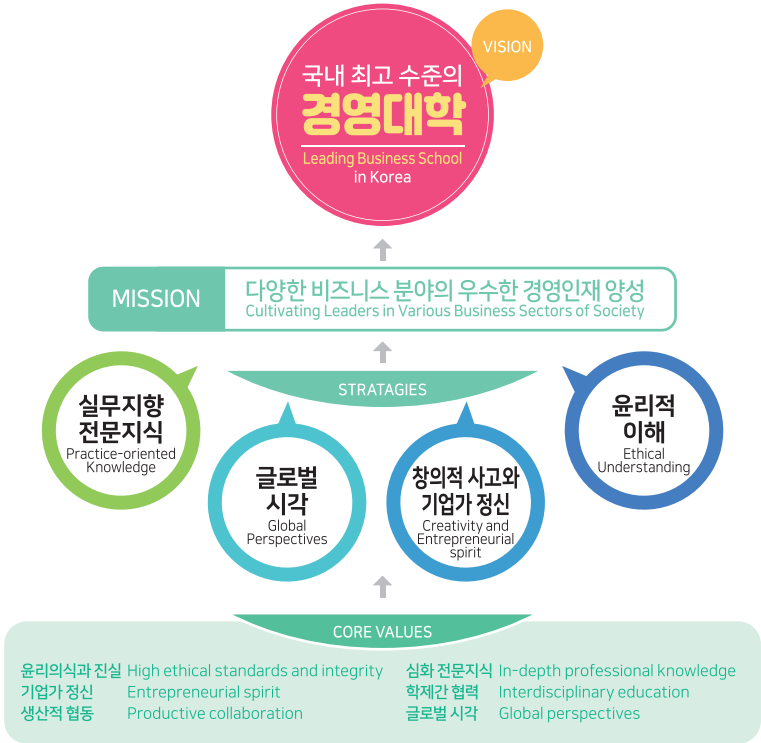 VISION
국내 최고 수준의
경영대학
Leading Business School
in Korea
MISSION
다양한 비즈니스 분야의 우수한 경영인재 양성
Cultivating Leaders in Various Business Sectors of Society
STRATAGIES
실무지향
전문지식
Practice-oriented
Knowledge
글로벌
시각
Global
Perspectives
창의적 사고와
기업가 정신
Creativity and
Entrepreneurial
spirit
윤리적
이해
Ethical
Understanding
CORE VALUES
윤리의식과 진실 High ethical standards and integrity
기업가 정신 Entrepreneurial spirit
생산적 협동 Productive collaboration
심화 전문지식 In-depth professional knowledge
학제간 협력 Interdisciplinary education
글로벌 시각 Global perspectives